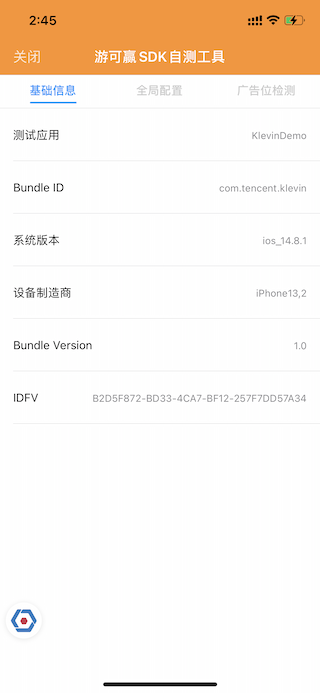 2:45
关闭 游可赢 SDK 自测工具
基础信息 全局配置 广告位检测
测试应用 KlevinDemo
Bundle ID com.tencent.klevin
系统版本 ios_14.8.1
设备制造商 iPhone13,2
Bundle Version 1.0
IDFV B2D5F872-BD33-4CA7-BF12-257F7DD57A34